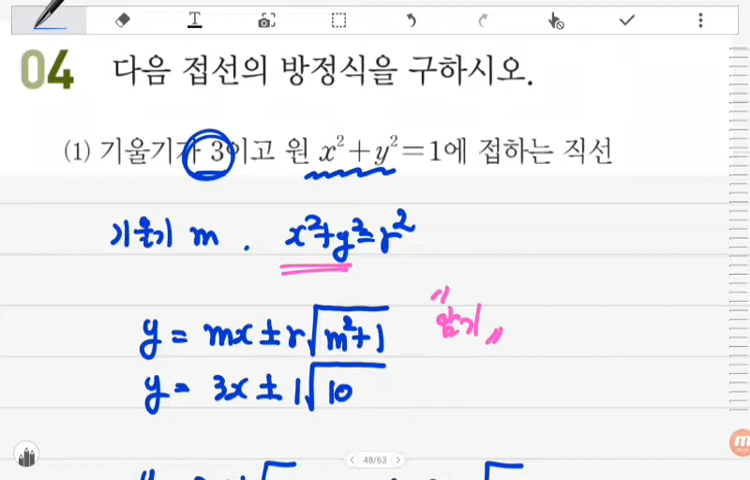 T
04 다음 접선의 방정식을 구하시오.
(1) 기울기가 3이고 원 x²+y²=1에 접하는 직선
기울기 m . x²+y²=r²
y = mx ± r√(m²+1) "암기"
y = 3x ± 1√10
48/63